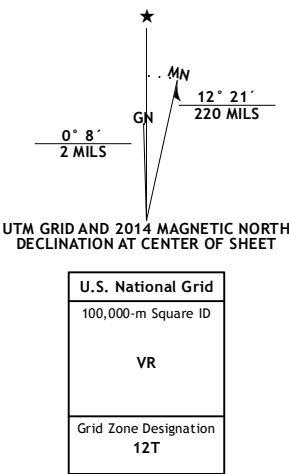 ★
MN
GN
12° 21´
220 MILS
0° 8´
2 MILS
UTM GRID AND 2014 MAGNETIC NORTH
DECLINATION AT CENTER OF SHEET
U.S. National Grid
100,000-m Square ID
VR
Grid Zone Designation
12T